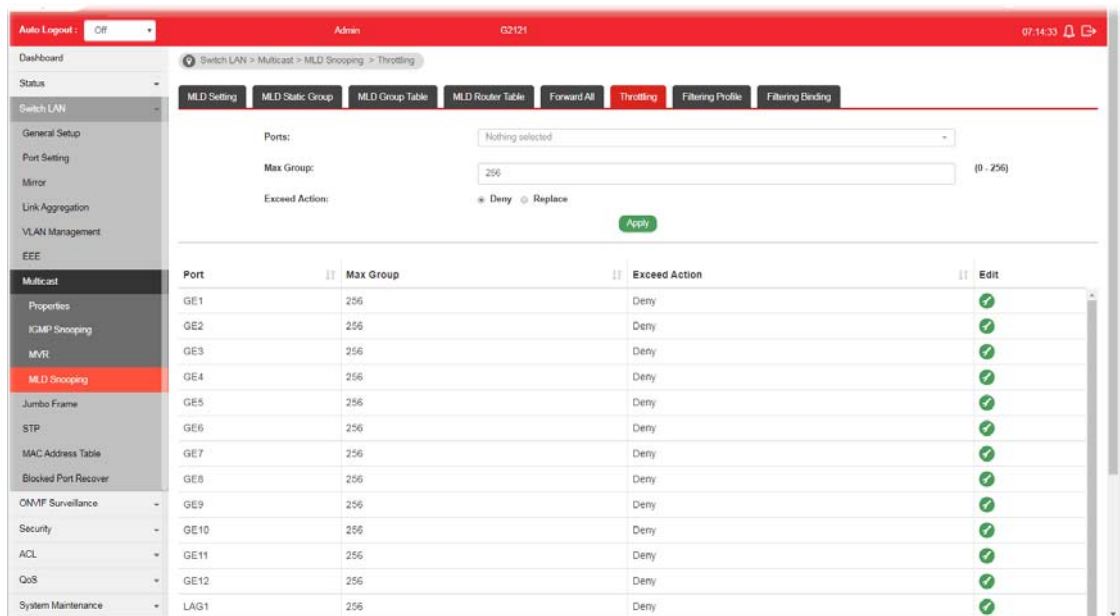 Auto Logout : Off Admin G2121 07:14:33
Dashboard
Status
Switch LAN
General Setup
Port Setting
Mirror
Link Aggregation
VLAN Management
EEE
Multicast
Properties
IGMP Snooping
MVR
MLD Snooping
Jumbo Frame
STP
MAC Address Table
Blocked Port Recover
ONVIF Surveillance
Security
ACL
QoS
System Maintenance
Switch LAN > Multicast > MLD Snooping > Throttling
MLD Setting MLD Static Group MLD Group Table MLD Router Table Forward All Throttling Filtering Profile Filtering Binding
Ports: Nothing selected
Max Group: 256 (0 - 256)
Exceed Action: Deny Replace
Apply
Port Max Group Exceed Action Edit
GE1 256 Deny
GE2 256 Deny
GE3 256 Deny
GE4 256 Deny
GE5 256 Deny
GE6 256 Deny
GE7 256 Deny
GE8 256 Deny
GE9 256 Deny
GE10 256 Deny
GE11 256 Deny
GE12 256 Deny
LAG1 256 Deny